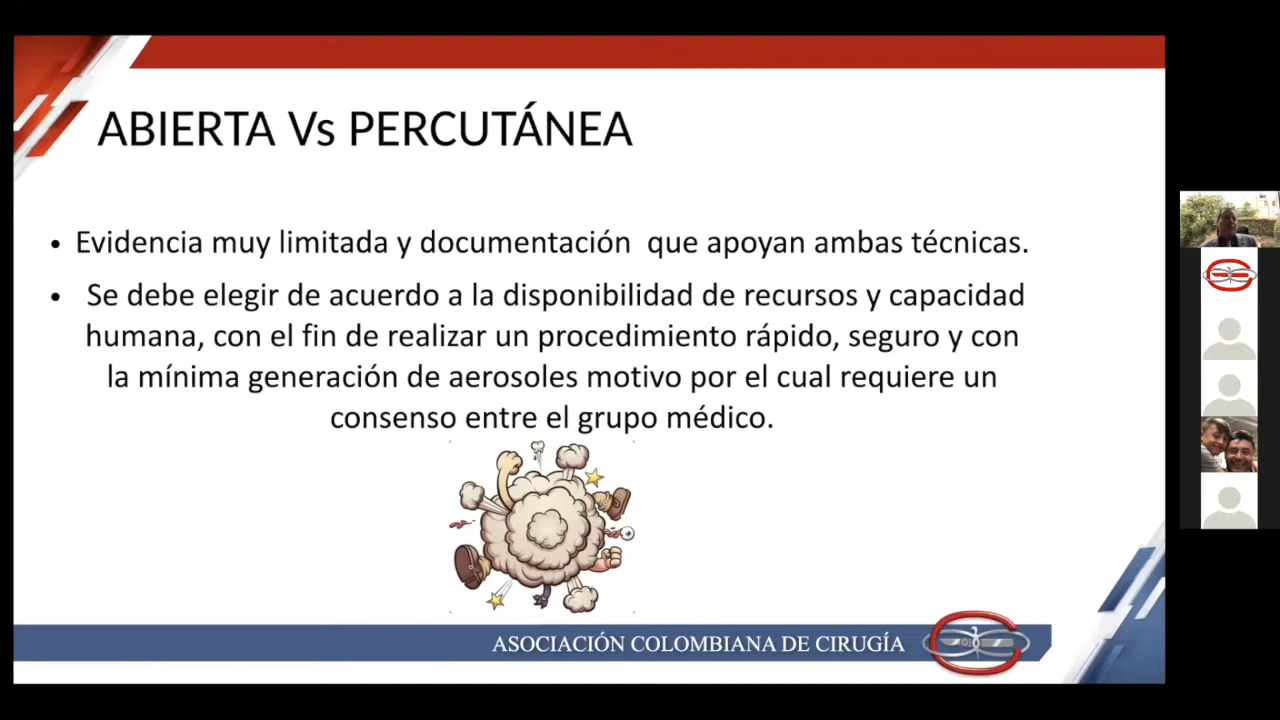 ABIERTA Vs PERCUTÁNEA
• Evidencia muy limitada y documentación  que apoyan ambas técnicas.
• Se debe elegir de acuerdo a la disponibilidad de recursos y capacidad
humana, con el fin de realizar un procedimiento rápido, seguro y con
la mínima generación de aerosoles motivo por el cual requiere un
consenso entre el grupo médico.
ASOCIACIÓN COLOMBIANA DE CIRUGÍA